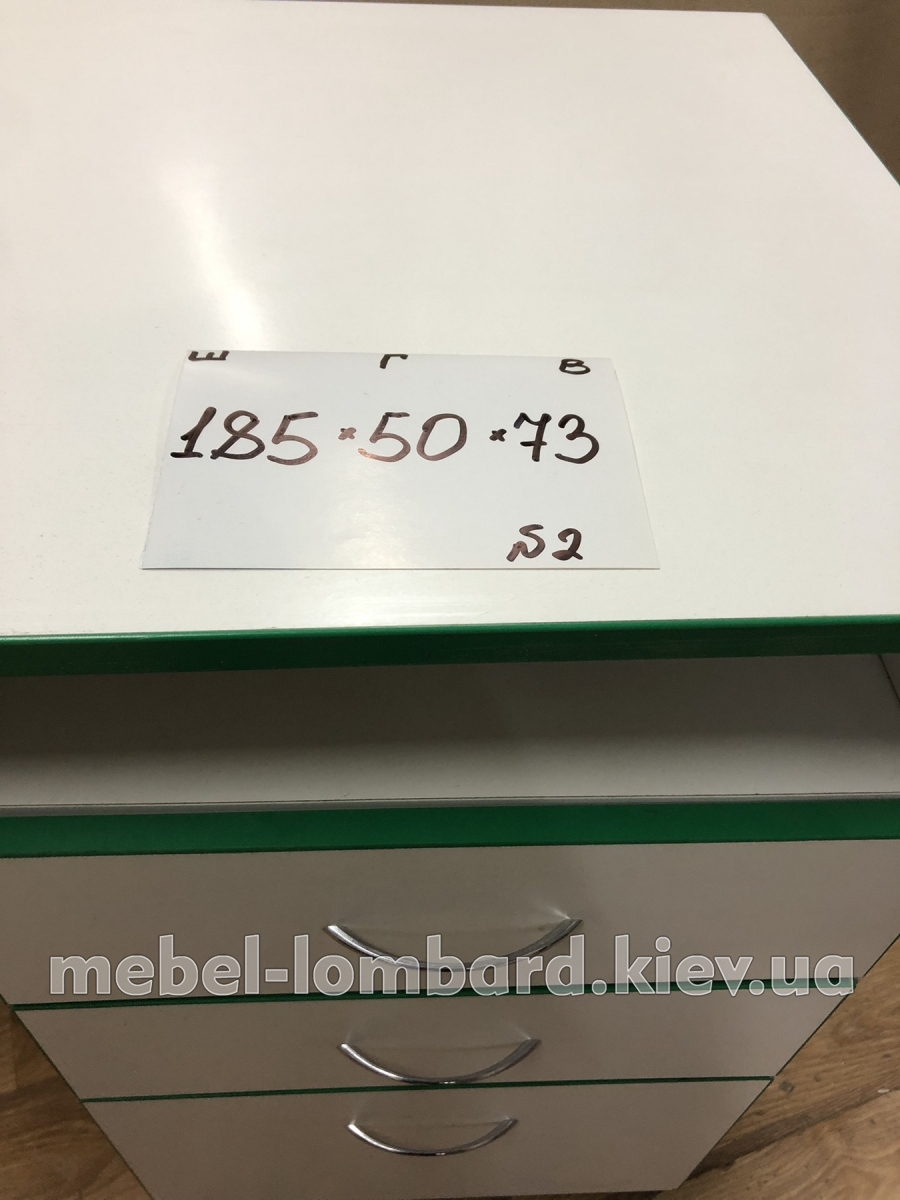 Ш Г В
185 × 50 × 73
№2
mebel-lombard.kiev.ua